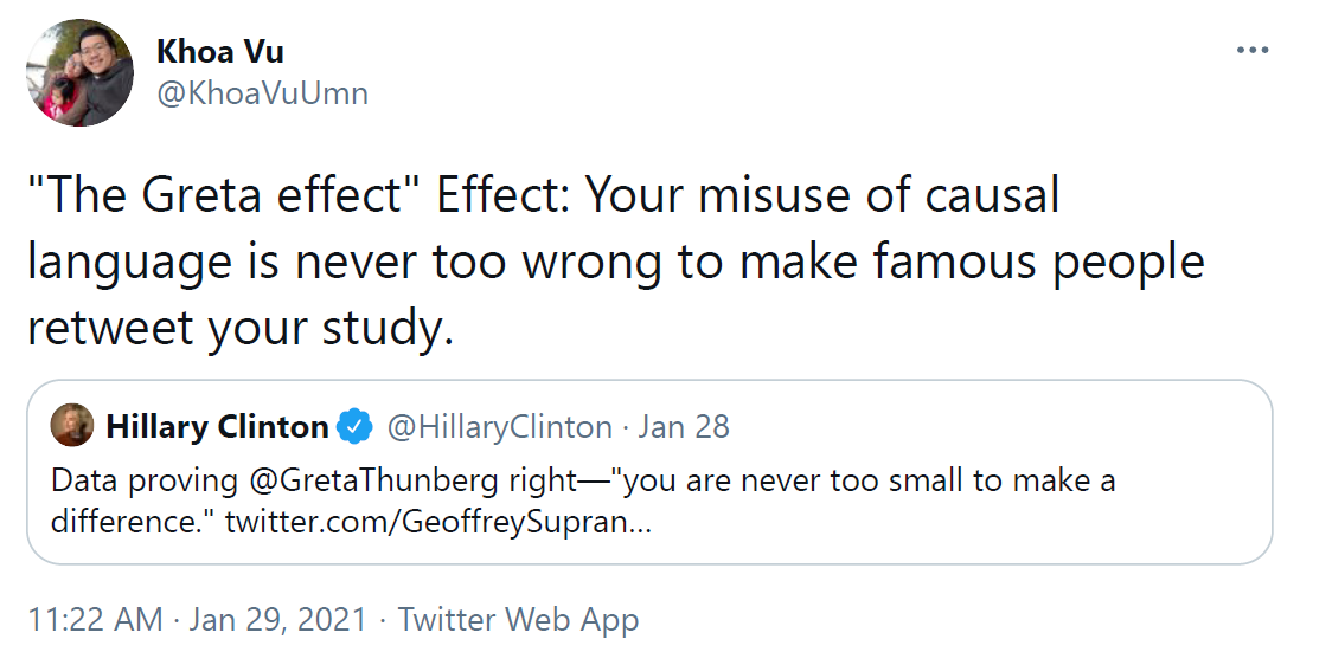 Khoa Vu
@KhoaVuUmn
"The Greta effect" Effect: Your misuse of causal
language is never too wrong to make famous people
retweet your study.
Hillary Clinton @HillaryClinton · Jan 28
Data proving @GretaThunberg right—"you are never too small to make a
difference." twitter.com/GeoffreySupran...
11:22 AM · Jan 29, 2021 · Twitter Web App